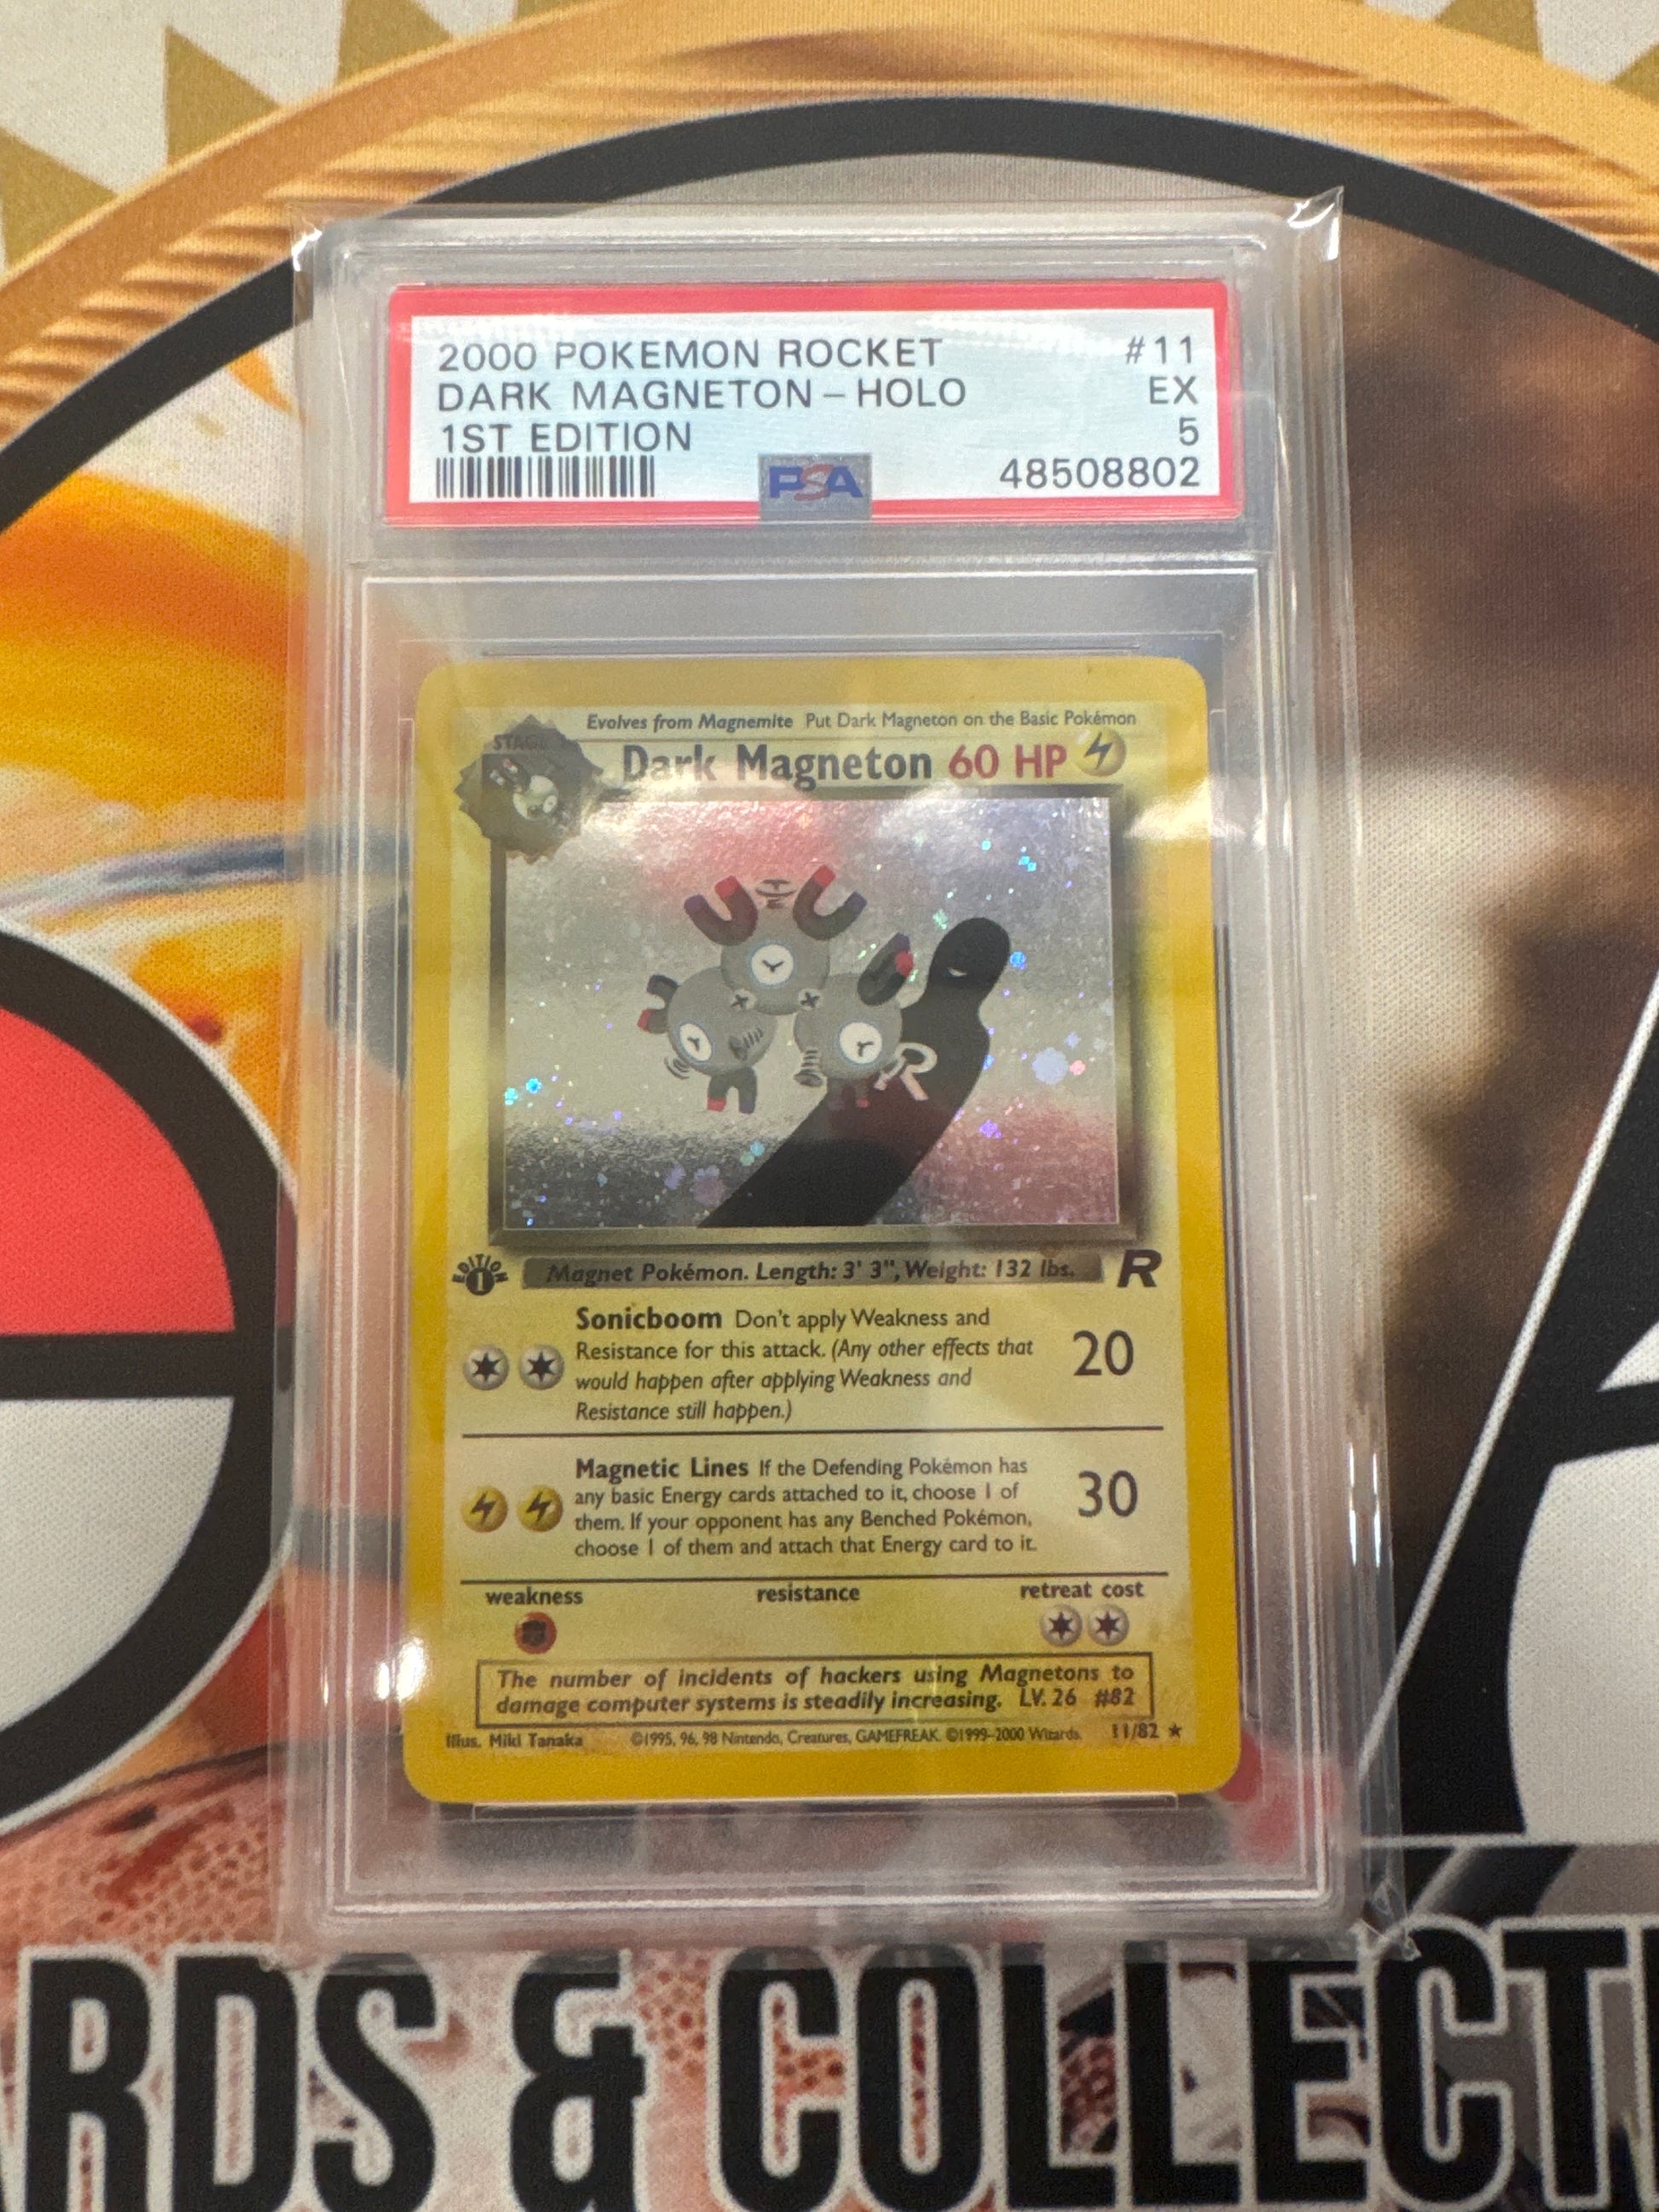 2000 POKEMON ROCKET #11
DARK MAGNETON - HOLO EX
1ST EDITION 5
PSA 48508802
Evolves from Magnemite Put Dark Magneton on the Basic Pokémon
STAGE
Dark Magneton 60 HP
R
EDITION 1
Magnet Pokémon. Length: 3' 3", Weight: 132 lbs. R
Sonicboom Don't apply Weakness and
Resistance for this attack. (Any other effects that 20
would happen after applying Weakness and
Resistance still happen.)
Magnetic Lines If the Defending Pokémon has
any basic Energy cards attached to it, choose 1 of 30
them. If your opponent has any Benched Pokémon,
choose 1 of them and attach that Energy card to it.
weakness resistance retreat cost
The number of incidents of hackers using Magnetons to
damage computer systems is steadily increasing. LV. 26 #82
Illus. Miki Tanaka ©1995, 96, 98 Nintendo, Creatures, GAMEFREAK. ©1999-2000 Wizards. 11/82 ★
RDS & COLLECT